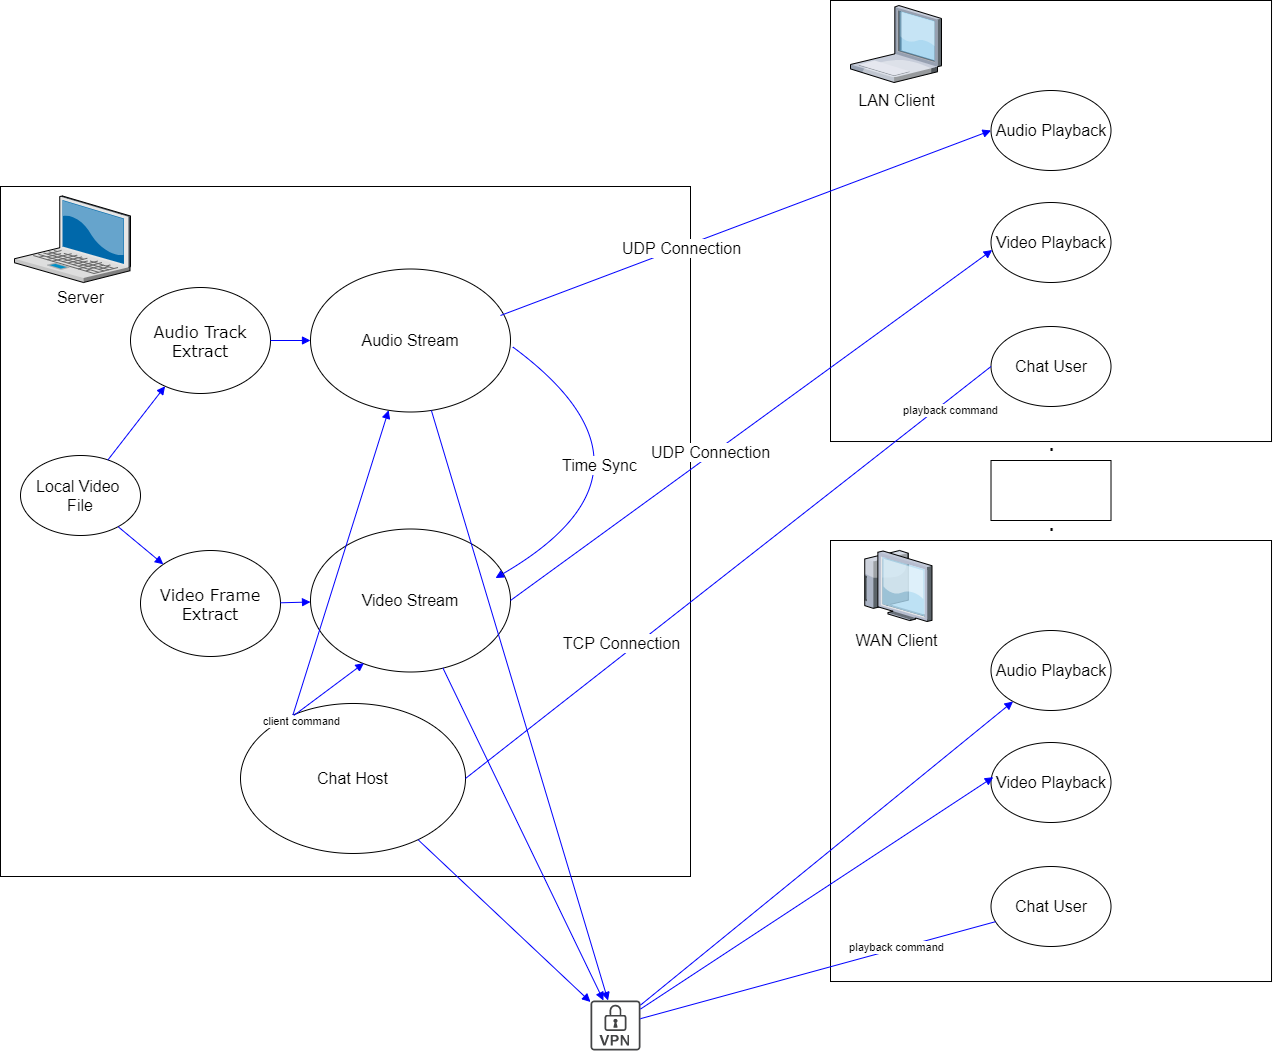 LAN Client
Audio Playback
Video Playback
UDP Connection
Server
Audio Track
Extract
Audio Stream
Chat User
playback command
UDP Connection
Time Sync
Local Video
File
Video Frame
Extract
Video Stream
TCP Connection
WAN Client
Audio Playback
client command
Chat Host
Video Playback
Chat User
playback command
VPN